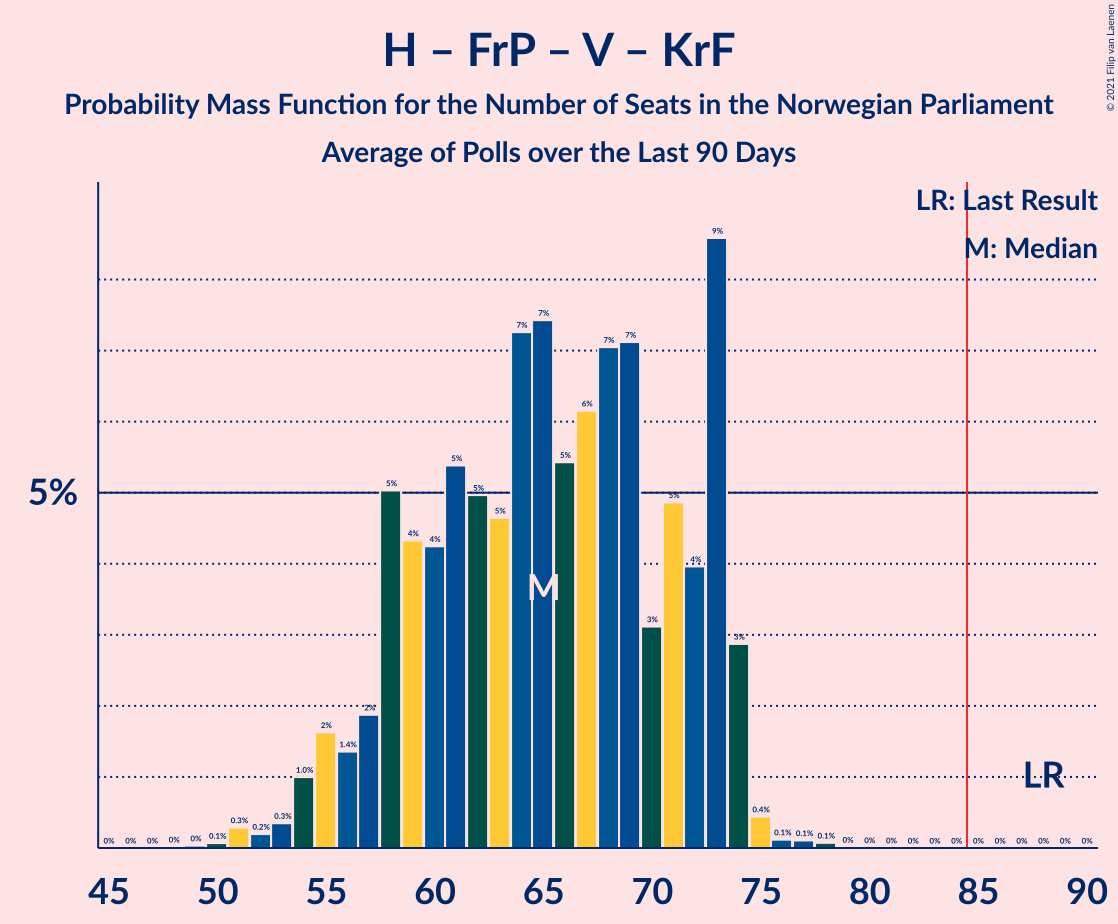 H – FrP – V – KrF
Probability Mass Function for the Number of Seats in the Norwegian Parliament
Average of Polls over the Last 90 Days
© 2021 Filip van Laenen
LR: Last Result
M: Median
5%
0% 0% 0% 0% 0% 0.1% 0.3% 0.2% 0.3% 1.0% 2% 1.4% 2% 5% 4% 4% 5% 5% 5% 7% 7% 5% 6% 7% 7% 3% 5% 4% 9% 3% 0.4% 0.1% 0.1% 0.1% 0% 0% 0% 0% 0% 0% 0% 0% 0% 0% 0% 0%
M
LR
45 50 55 60 65 70 75 80 85 90